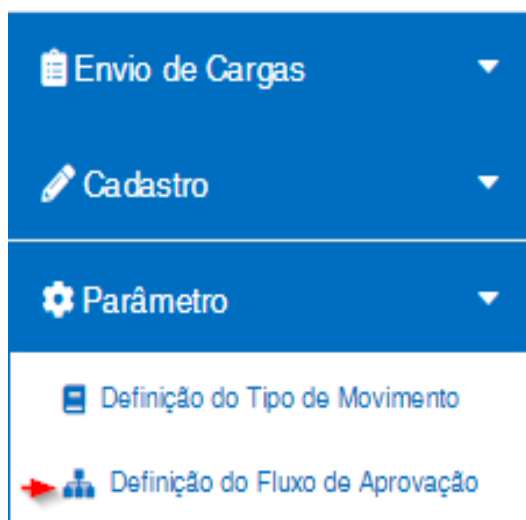 Envio de Cargas
Cadastro
Parâmetro
Definição do Tipo de Movimento
Definição do Fluxo de Aprovação